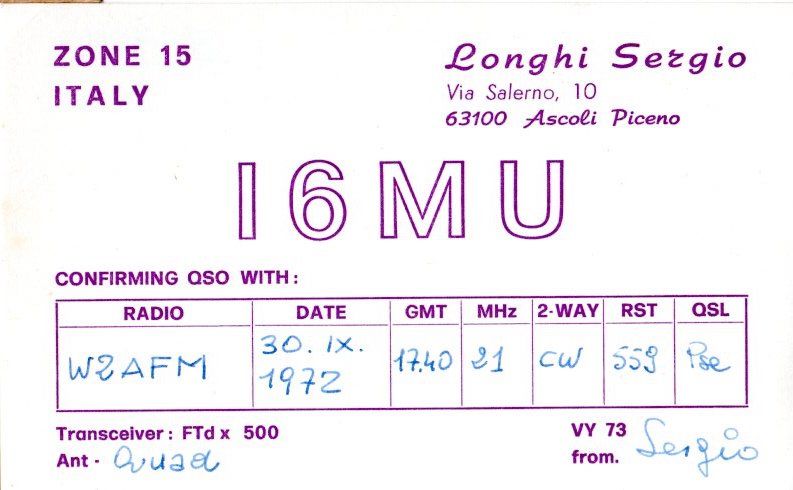 ZONE 15
ITALY
Longhi Sergio
Via Salerno, 10
63100 Ascoli Piceno
I6MU
CONFIRMING QSO WITH:
RADIO DATE GMT MHz 2-WAY RST QSL
W2AFM 30. IX. 1972 17.40 21 CW 559 Pse
Transceiver: FTd x 500
Ant - Quad
VY 73
from. Sergio